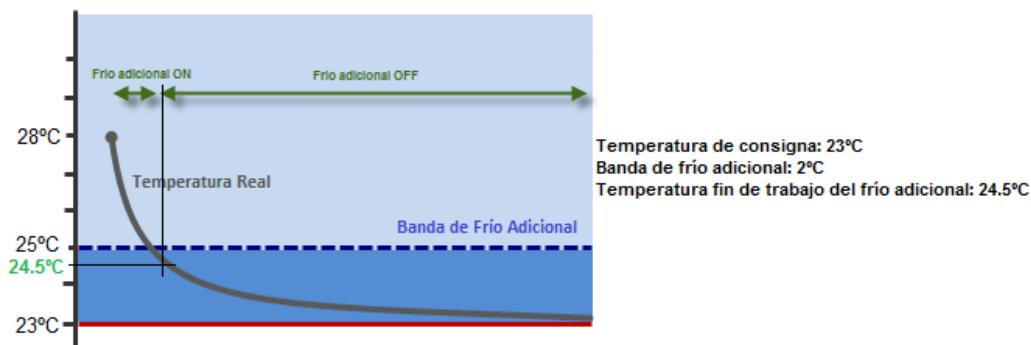 Frío adicional ON
Frío adicional OFF
28ºC
Temperatura Real
Temperatura de consigna: 23ºC
Banda de frío adicional: 2ºC
Temperatura fin de trabajo del frío adicional: 24.5ºC
Banda de Frío Adicional
25ºC
24.5ºC
23ºC